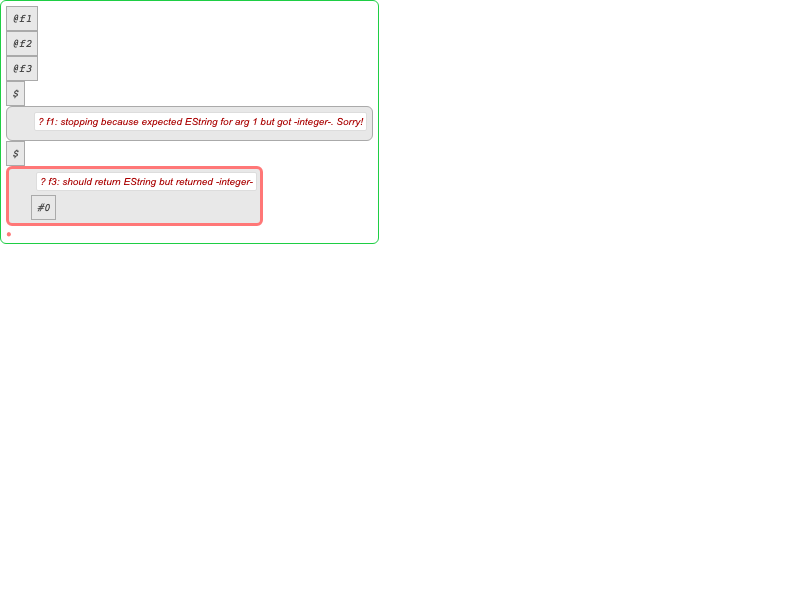 @f1
@f2
@f3
$
? f1: stopping because expected EString for arg 1 but got -integer-. Sorry!
$
? f3: should return EString but returned -integer-
#0